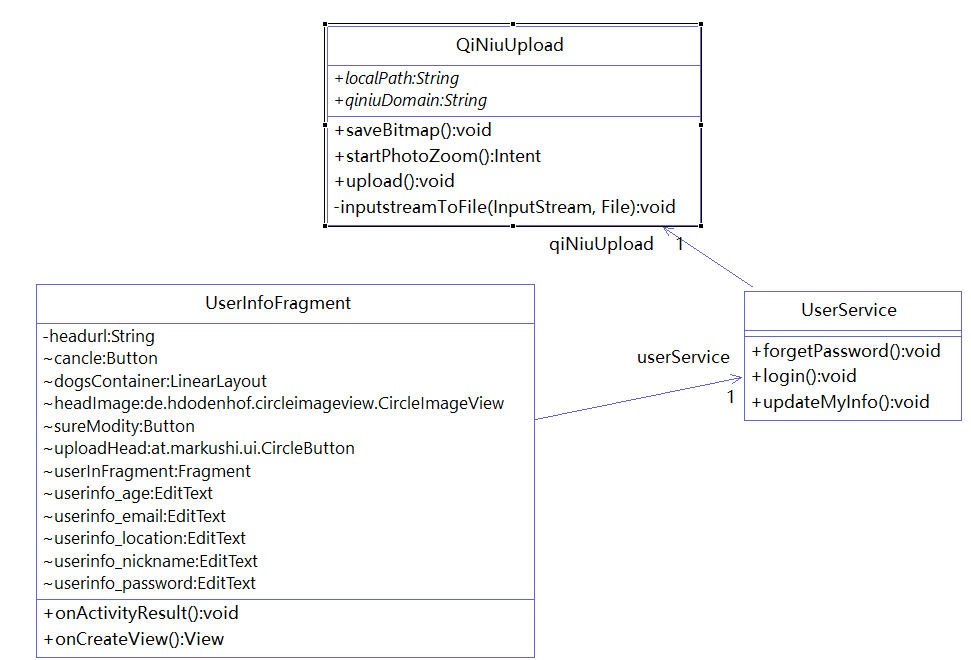 QiNiuUpload
+localPath:String
+qiniuDomain:String
+saveBitmap():void
+startPhotoZoom():Intent
+upload():void
-inputstreamToFile(InputStream, File):void
qiNiuUpload
1
UserInfoFragment
-headurl:String
~cancle:Button
~dogsContainer:LinearLayout
~headImage:de.hdodenhof.circleimageview.CircleImageView
~sureModity:Button
~uploadHead:at.markushi.ui.CircleButton
~userInFragment:Fragment
~userinfo_age:EditText
~userinfo_email:EditText
~userinfo_location:EditText
~userinfo_nickname:EditText
~userinfo_password:EditText
+onActivityResult():void
+onCreateView():View
userService
1
UserService
+forgetPassword():void
+login():void
+updateMyInfo():void